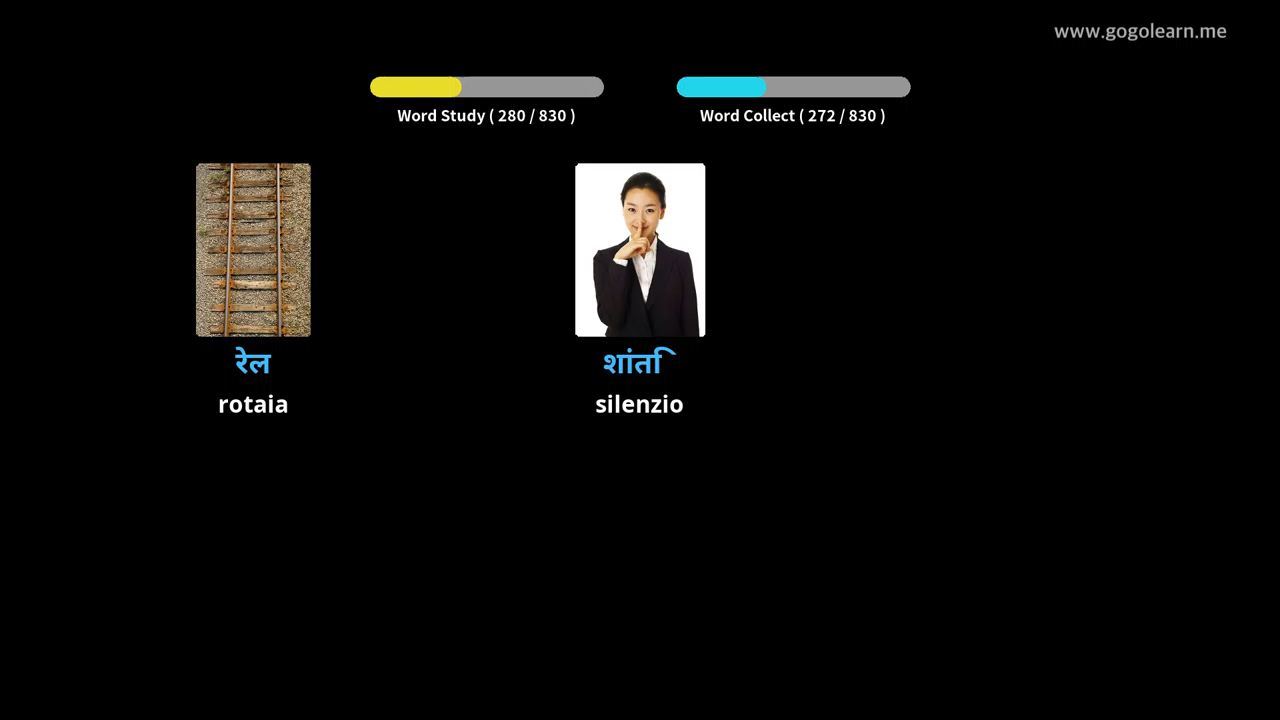 www.gogolearn.me
Word Study ( 280 / 830 )
Word Collect ( 272 / 830 )
रेल
rotaia
शांति
silenzio